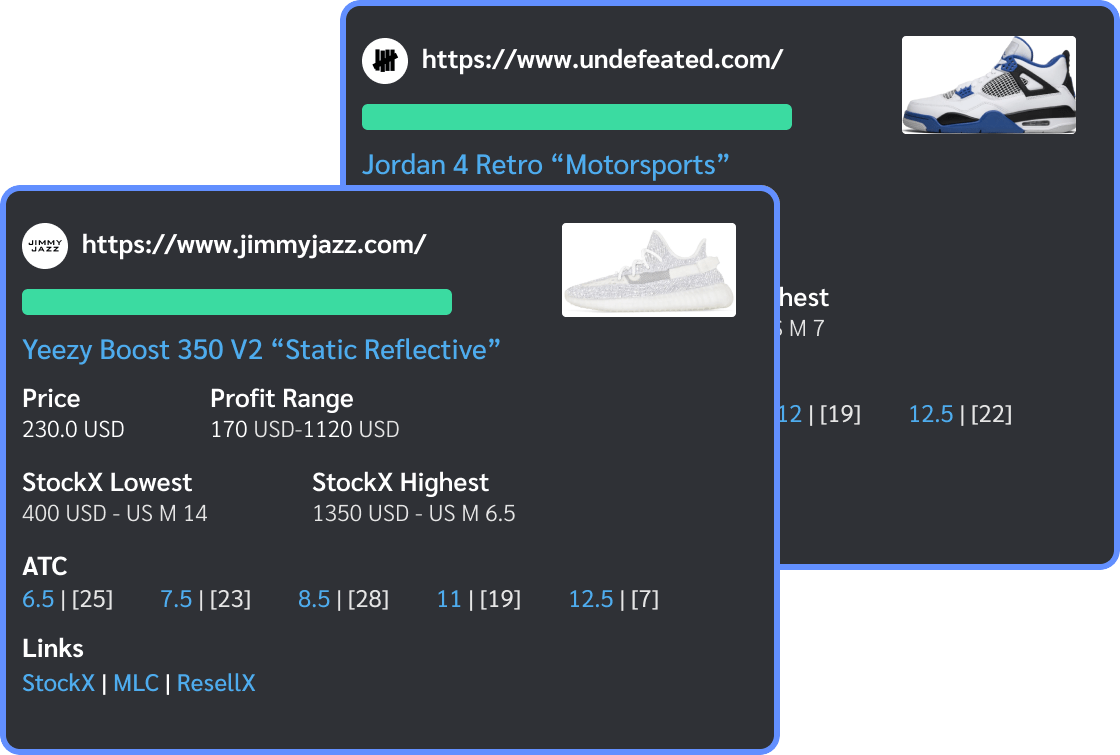 https://www.undefeated.com/
Jordan 4 Retro “Motorsports”
M 7
12 | [19] 12.5 | [22]
JIMMY
JAZZ
https://www.jimmyjazz.com/
Yeezy Boost 350 V2 “Static Reflective”
Price Profit Range
230.0 USD 170 USD-1120 USD
StockX Lowest StockX Highest
400 USD - US M 14 1350 USD - US M 6.5
ATC
6.5 | [25] 7.5 | [23] 8.5 | [28] 11 | [19] 12.5 | [7]
Links
StockX | MLC | ResellX